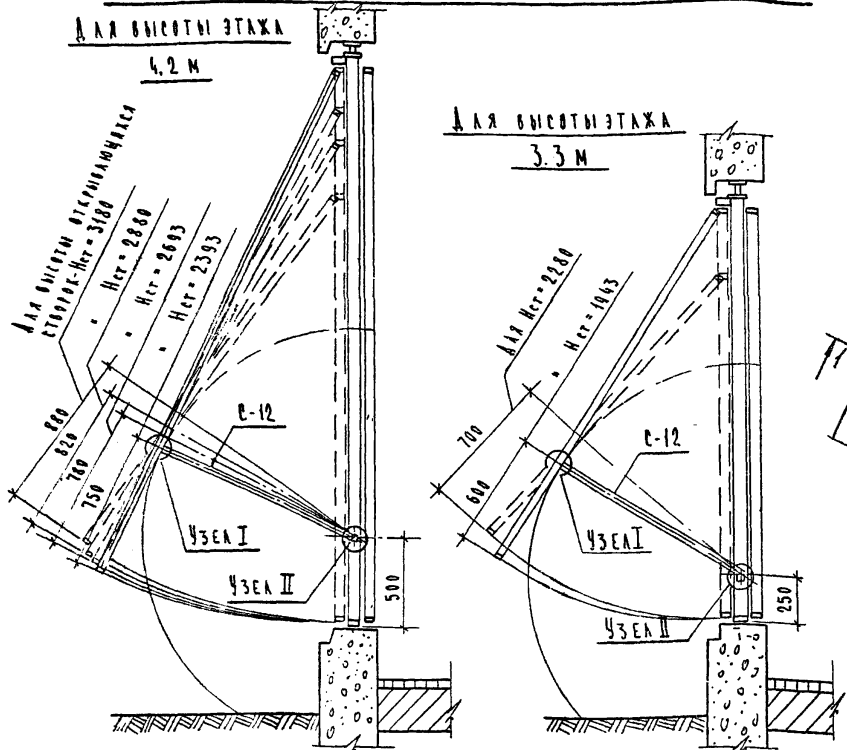 Для высоты этажа
4.2 м
Для высоты открывающихся
створок-Нст = 3180
" Нст = 2880
" Нст = 2693
" Нст = 2393
880
820
780
750
С-12
Узел I
Узел II
500
Для высоты этажа
3.3 м
Для Нст = 2280
" Нст = 1943
700
600
С-12
Узел I
Узел II
250
1